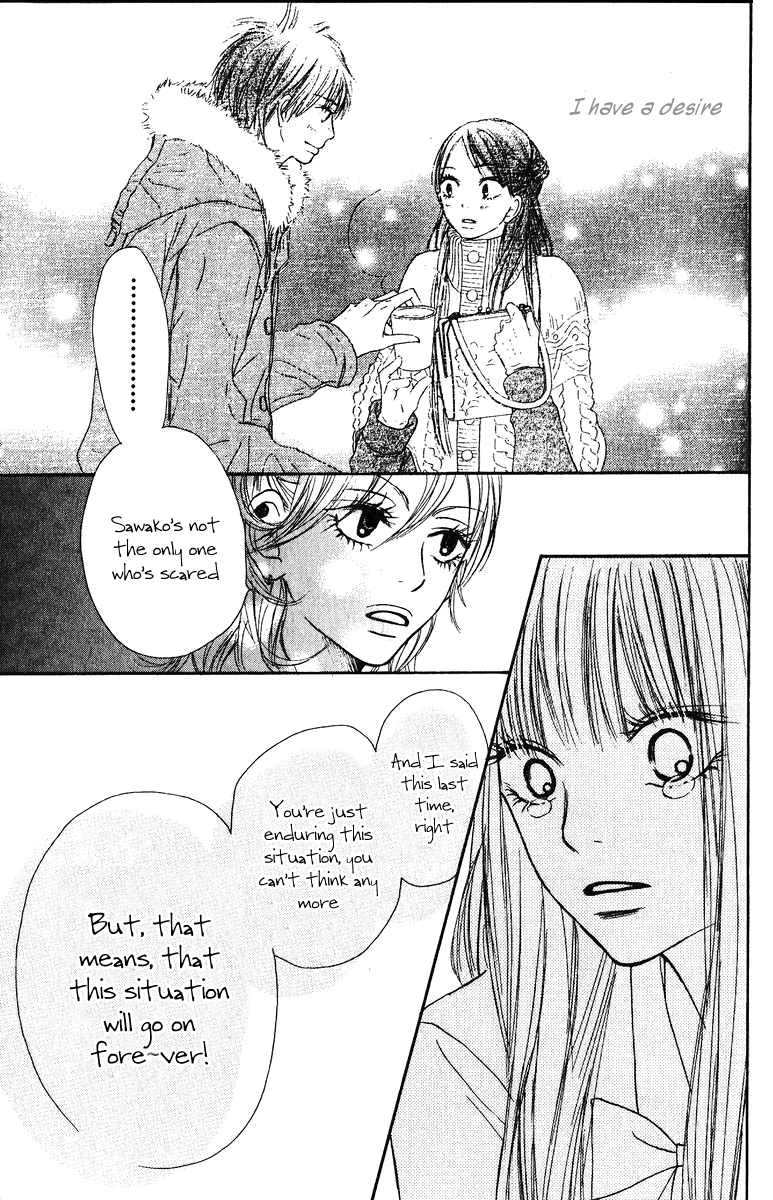 I have a desire
..........
Sawako's not
the only one
who's scared
And I said
this last
time,
right
You're just
enduring this
situation, you
can't think any
more
But, that
means, that
this situation
will go on
fore~ver!